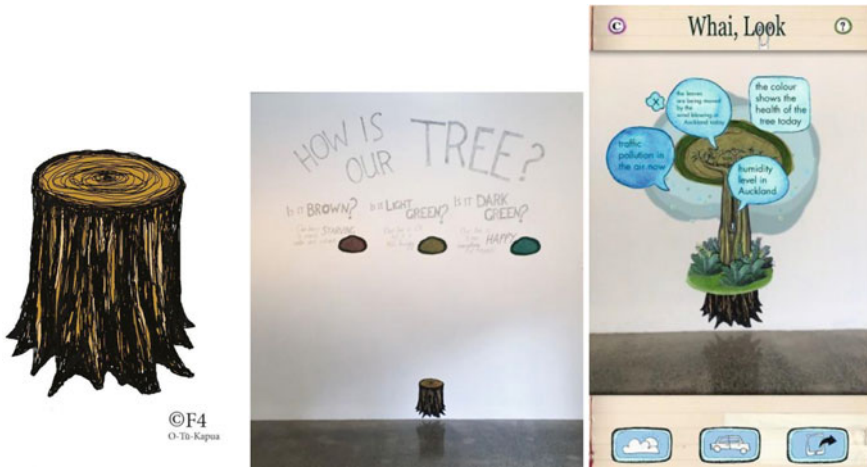 ©F4
O-Tū-Kapua
HOW IS
OUR TREE?
Is it BROWN?
Is it LIGHT
GREEN?
Is it DARK
GREEN?
STARVING
HAPPY
©
Whai, Look
?
the leaves
are being moved
by the
wind blowing in
Auckland today
the colour
shows the
health of the
tree today
traffic
pollution in
the air now
humidity
level in
Auckland